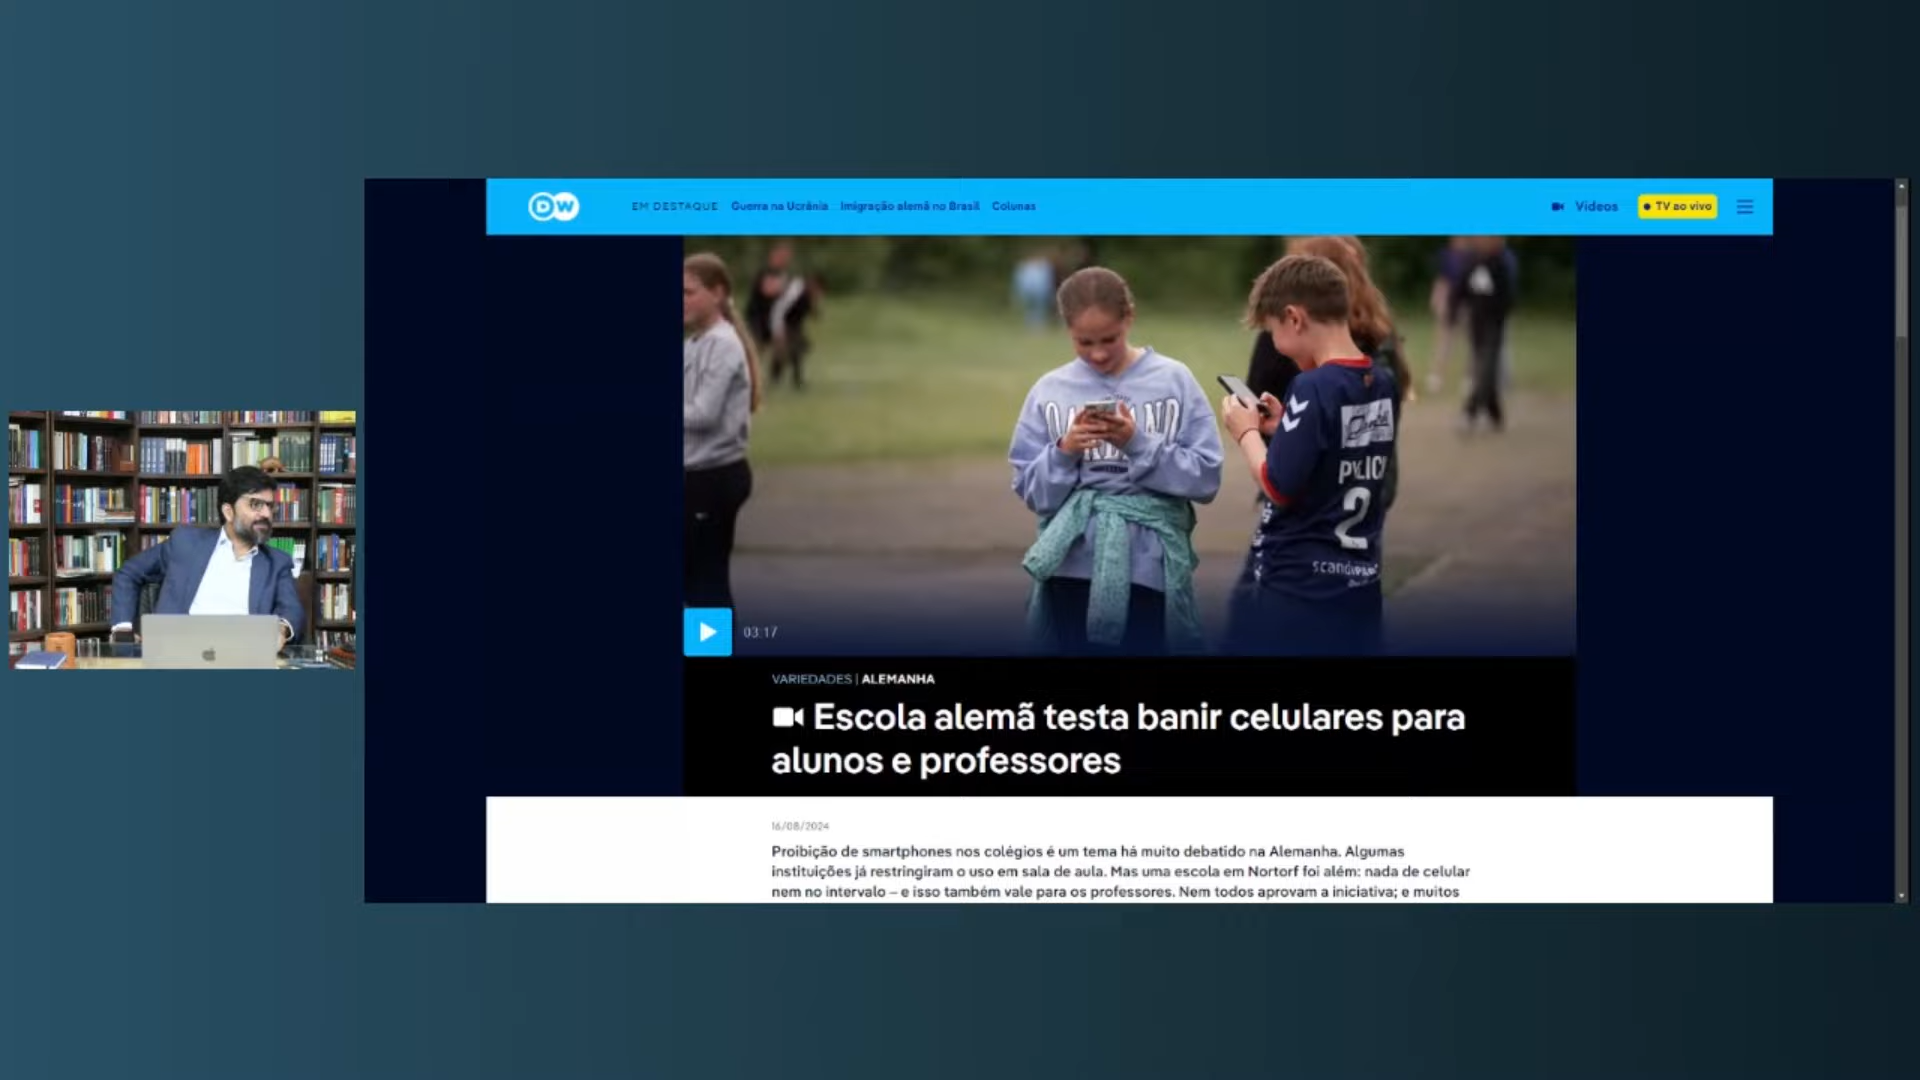 DW
EM DESTAQUE Guerra na Ucrânia Imigração alemã no Brasil Colunas
Vídeos
TV ao vivo
2
03:17
VARIEDADES | ALEMANHA
Escola alemã testa banir celulares para
alunos e professores
16/08/2024
Proibição de smartphones nos colégios é um tema há muito debatido na Alemanha. Algumas
instituições já restringiram o uso em sala de aula. Mas uma escola em Nortorf foi além: nada de celular
nem no intervalo – e isso também vale para os professores. Nem todos aprovam a iniciativa; e muitos